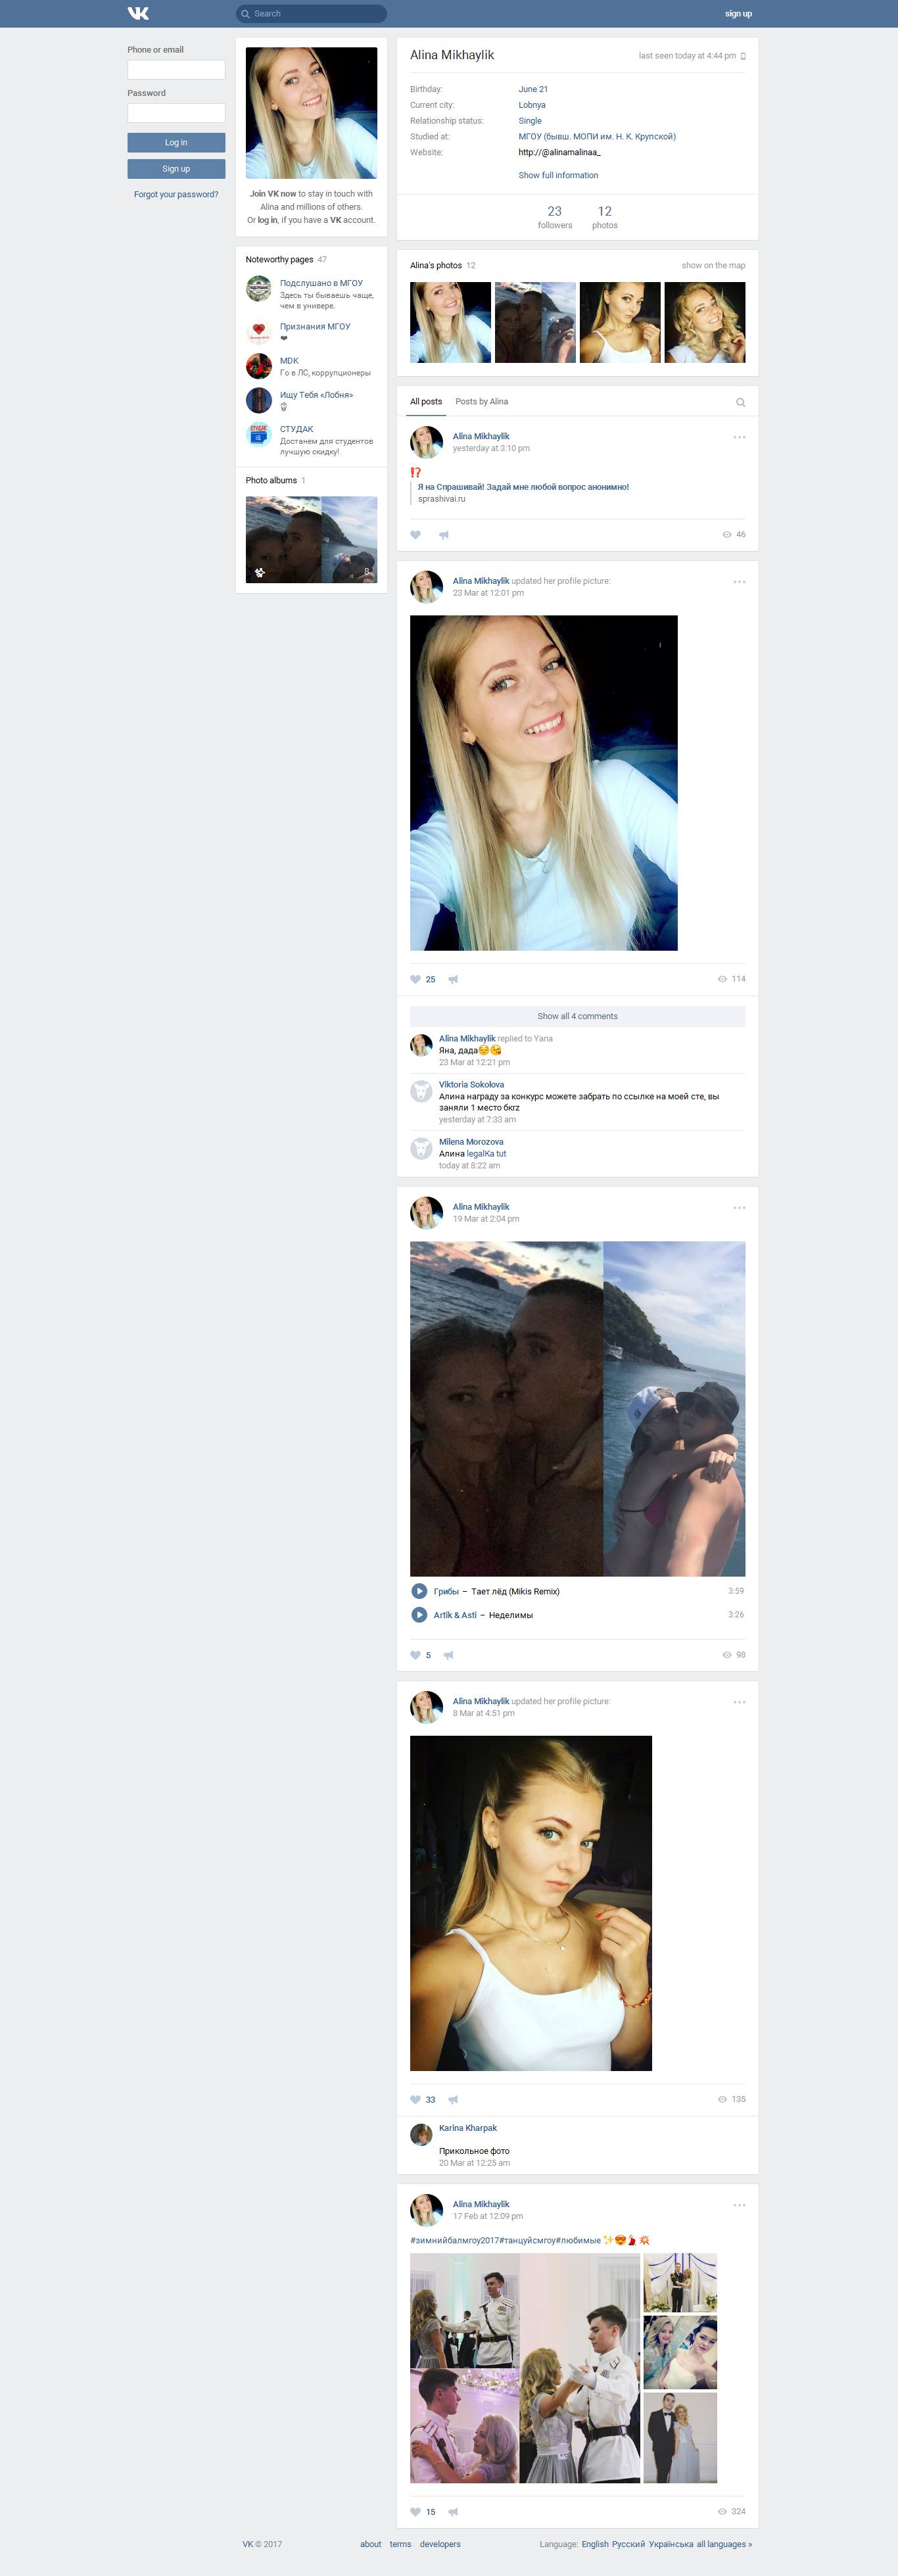 Search
sign up
Phone or email
Password
Log in
Sign up
Forgot your password?
Join VK now to stay in touch with
Alina and millions of others.
Or log in, if you have a VK account.
Noteworthy pages 47
Подслушано в МГОУ
Здесь ты бываешь чаще,
чем в универе.
Признания МГОУ
❤
MDK
Го в ЛС, коррупционеры
Ищу Тебя «Лобня»
СТУДАК
Достанем для студентов
лучшую скидку!
Photo albums 1
8
Alina Mikhaylik
last seen today at 4:44 pm
Birthday: June 21
Current city: Lobnya
Relationship status: Single
Studied at: МГОУ (бывш. МОПИ им. Н. К. Крупской)
Website: http://@alinamalinaa_
Show full information
23 12
followers photos
Alina's photos 12
show on the map
All posts Posts by Alina
Alina Mikhaylik
yesterday at 3:10 pm
⁉
Я на Спрашивай! Задай мне любой вопрос анонимно!
sprashivai.ru
46
Alina Mikhaylik updated her profile picture:
23 Mar at 12:01 pm
25 114
Show all 4 comments
Alina Mikhaylik replied to Yana
Яна, дада😊😘
23 Mar at 12:21 pm
Viktoria Sokolova
Алина награду за конкурс можете забрать по ссылке на моей сте, вы
заняли 1 место бкгz
yesterday at 7:33 am
Milena Morozova
Алина legalKa tut
today at 8:22 am
Alina Mikhaylik
19 Mar at 2:04 pm
Грибы – Тает лёд (Mikis Remix) 3:59
Artik & Asti – Неделимы 3:26
5 98
Alina Mikhaylik updated her profile picture:
8 Mar at 4:51 pm
33 135
Karina Kharpak
Прикольное фото
20 Mar at 12:25 am
Alina Mikhaylik
17 Feb at 12:09 pm
#зимнийбалмгоу2017#танцуйсмгоу#любимые ✨😍💃💥
15 324
VK © 2017
about terms developers
Language: English Русский Українська all languages »